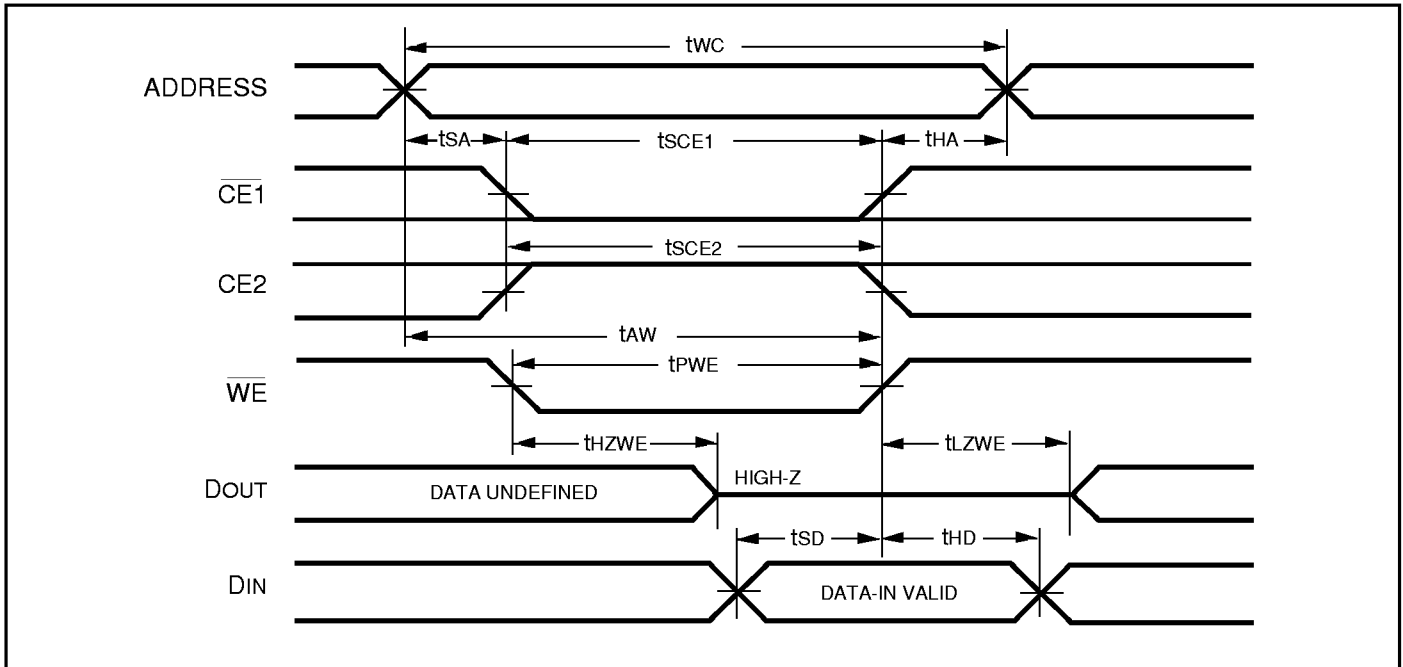 tWC
ADDRESS
tSA
tSCE1
tHA
CE1
tSCE2
CE2
tAW
tPWE
WE
tHZWE
tLZWE
HIGH-Z
DOUT
DATA UNDEFINED
tSD
tHD
DIN
DATA-IN VALID